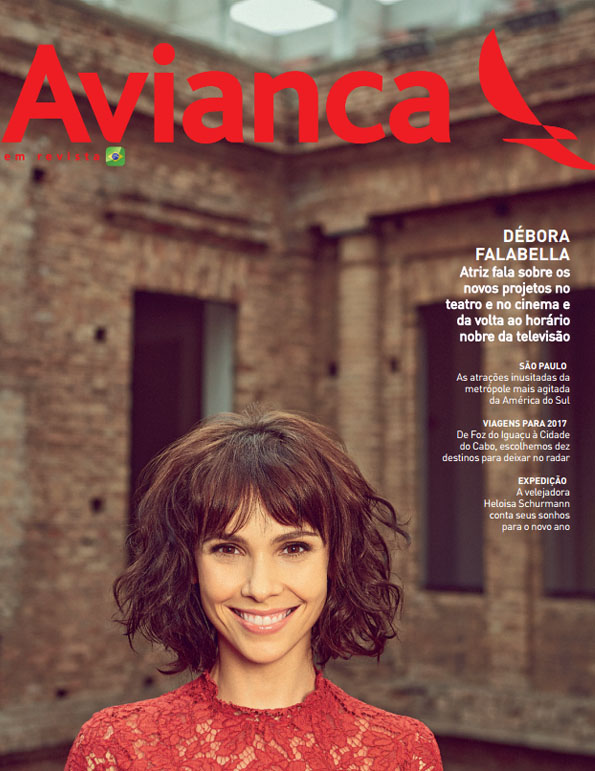 Avianca
em revista
DÉBORA
FALABELLA
Atriz fala sobre os
novos projetos no
teatro e no cinema e
da volta ao horário
nobre da televisão
SÃO PAULO
As atrações inusitadas da
metrópole mais agitada
da América do Sul
VIAGENS PARA 2017
De Foz do Iguaçu à Cidade
do Cabo, escolhemos dez
destinos para deixar no radar
EXPEDIÇÃO
A velejadora
Heloisa Schurmann
conta seus sonhos
para o novo ano